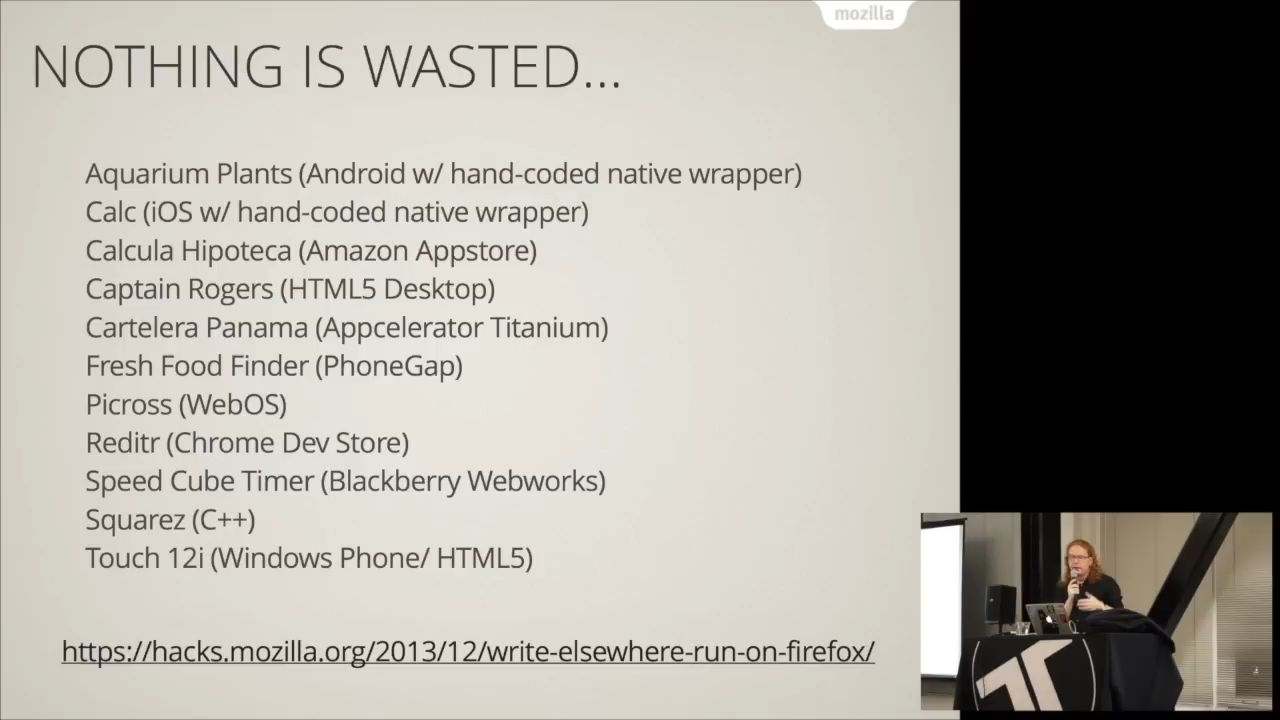 mozilla
NOTHING IS WASTED...
Aquarium Plants (Android w/ hand-coded native wrapper)
Calc (iOS w/ hand-coded native wrapper)
Calcula Hipoteca (Amazon Appstore)
Captain Rogers (HTML5 Desktop)
Cartelera Panama (Appcelerator Titanium)
Fresh Food Finder (PhoneGap)
Picross (WebOS)
Reditr (Chrome Dev Store)
Speed Cube Timer (Blackberry Webworks)
Squarez (C++)
Touch 12i (Windows Phone/ HTML5)
https://hacks.mozilla.org/2013/12/write-elsewhere-run-on-firefox/